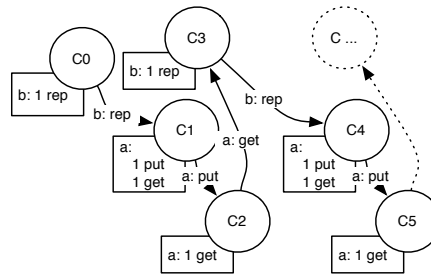 C0
b: 1 rep
b: rep
C1
a:
1 put
1 get
a: put
C2
a: 1 get
a: get
C3
b: 1 rep
b: rep
C4
a:
1 put
1 get
a: put
C5
a: 1 get
C ...